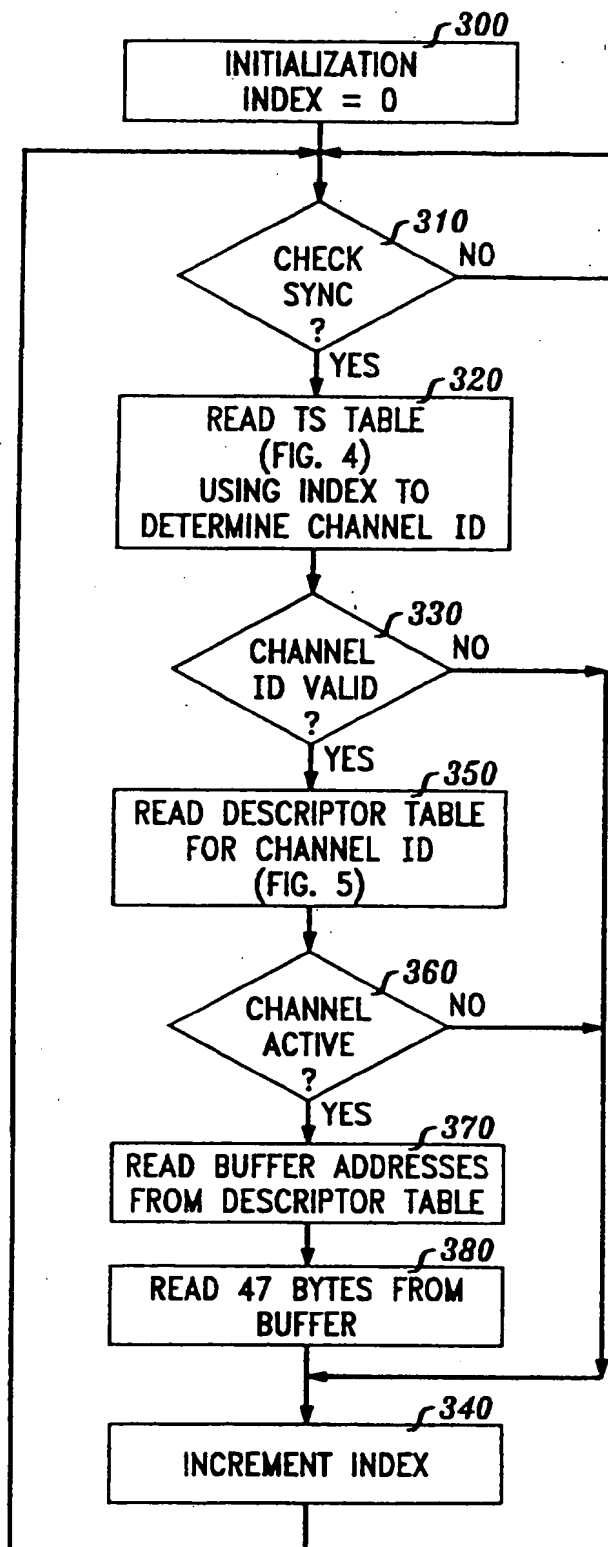 300
INITIALIZATION
INDEX = 0
310
CHECK
SYNC
?
NO
YES
320
READ TS TABLE
(FIG. 4)
USING INDEX TO
DETERMINE CHANNEL ID
330
CHANNEL
ID VALID
?
NO
YES
350
READ DESCRIPTOR TABLE
FOR CHANNEL ID
(FIG. 5)
360
CHANNEL
ACTIVE
?
NO
YES
370
READ BUFFER ADDRESSES
FROM DESCRIPTOR TABLE
380
READ 47 BYTES FROM
BUFFER
340
INCREMENT INDEX